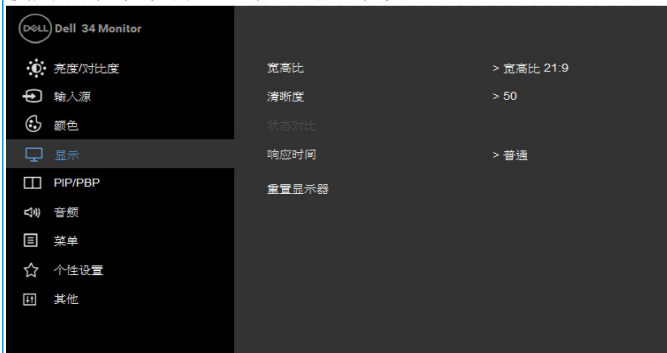 DELL Dell 34 Monitor
亮度/对比度 宽高比 > 宽高比 21:9
输入源 清晰度 > 50
颜色 状态对比
显示 响应时间 > 普通
PIP/PBP 重置显示器
音频
菜单
个性设置
其他